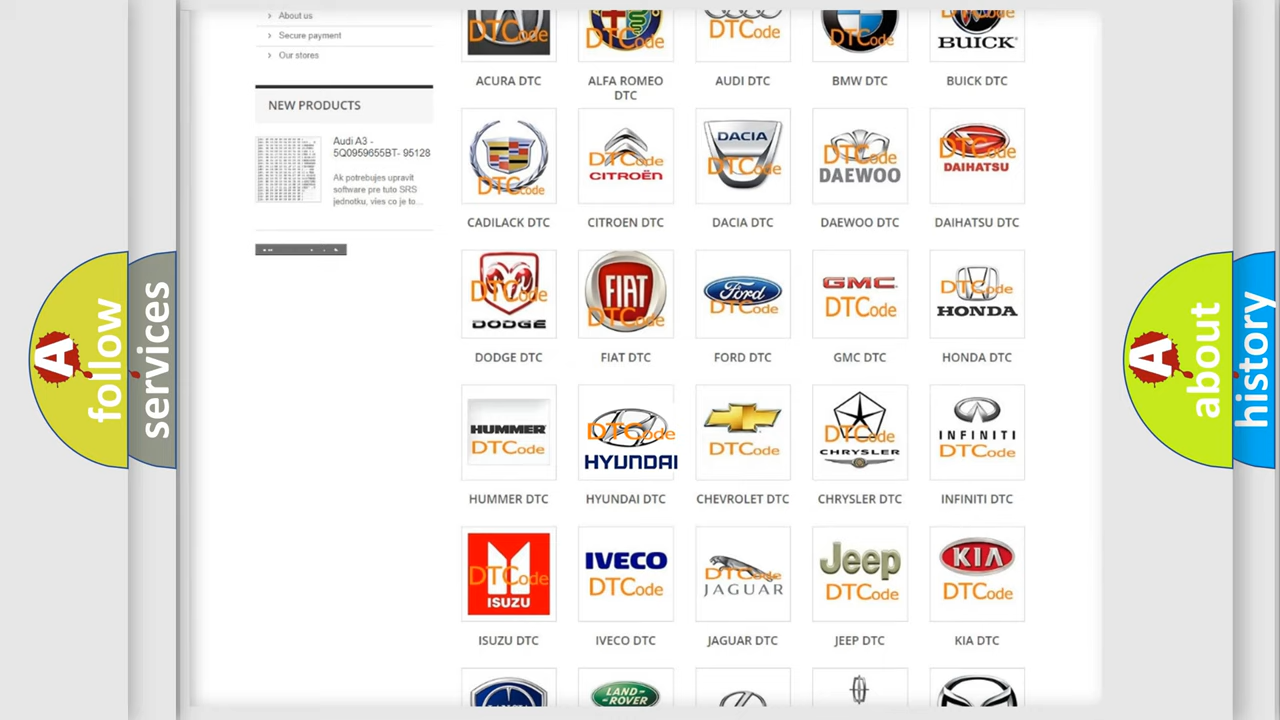 About us
Secure payment
Our stores
NEW PRODUCTS
Audi A3 -
5Q0959655BT- 95128
Ak potrebujes upravit
software pre tuto SRS
jednotku, vies co je to...
DTCode DTCode DTCode DTCode BUICK
ACURA DTC ALFA ROMEO DTC AUDI DTC BMW DTC BUICK DTC
DTCode
DTCode CITROËN
DACIA DTCode
DTCode DAEWOO
DTCode DAIHATSU
CADILACK DTC CITROEN DTC DACIA DTC DAEWOO DTC DAIHATSU DTC
DTCode DODGE
FIAT DTCode
Ford DTCode
GMC DTCode
DTCode HONDA
DODGE DTC FIAT DTC FORD DTC GMC DTC HONDA DTC
HUMMER DTCode
DTCode HYUNDAI
DTCode
DTCode CHRYSLER
INFINITI DTCode
HUMMER DTC HYUNDAI DTC CHEVROLET DTC CHRYSLER DTC INFINITI DTC
DTCode ISUZU
IVECO DTCode
DTCode JAGUAR
Jeep DTCode
KIA DTCode
ISUZU DTC IVECO DTC JAGUAR DTC JEEP DTC KIA DTC
LAND-
ROVER
A follow
services
A about
history